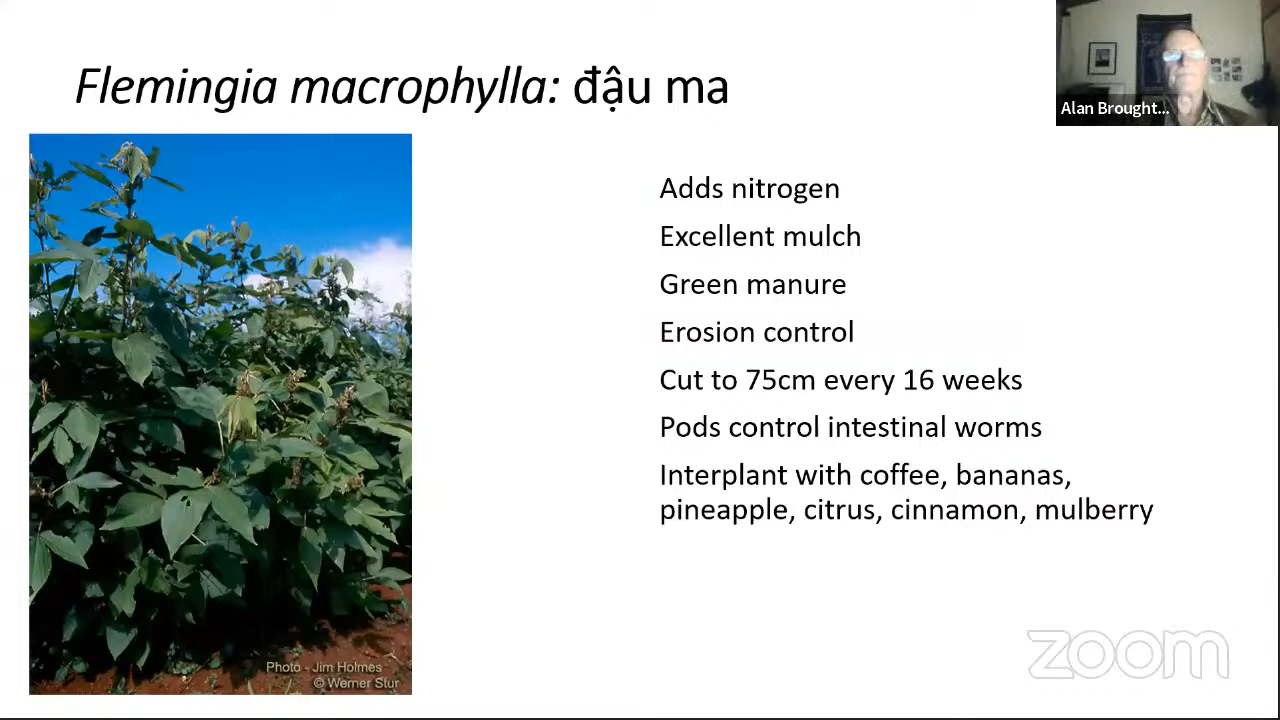 Flemingia macrophylla: đậu ma
Alan Brought...
Adds nitrogen
Excellent mulch
Green manure
Erosion control
Cut to 75cm every 16 weeks
Pods control intestinal worms
Interplant with coffee, bananas,
pineapple, citrus, cinnamon, mulberry
Photo - Jim Holmes
© Werner Stur
zoom